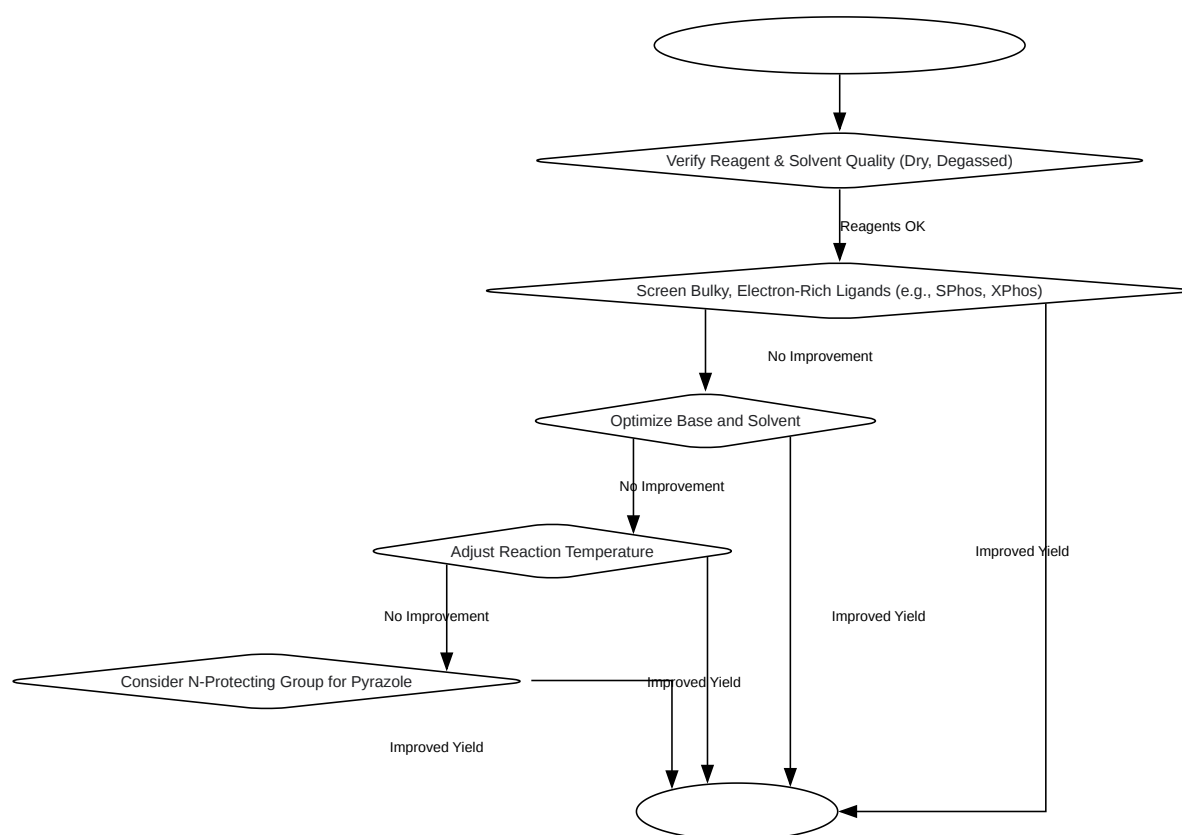 Verify Reagent & Solvent Quality (Dry, Degassed)
Reagents OK
Screen Bulky, Electron-Rich Ligands (e.g., SPhos, XPhos)
No Improvement
Optimize Base and Solvent
No Improvement
Adjust Reaction Temperature
Improved Yield
No Improvement
Improved Yield
Consider N-Protecting Group for Pyrazole
Improved Yield
Improved Yield